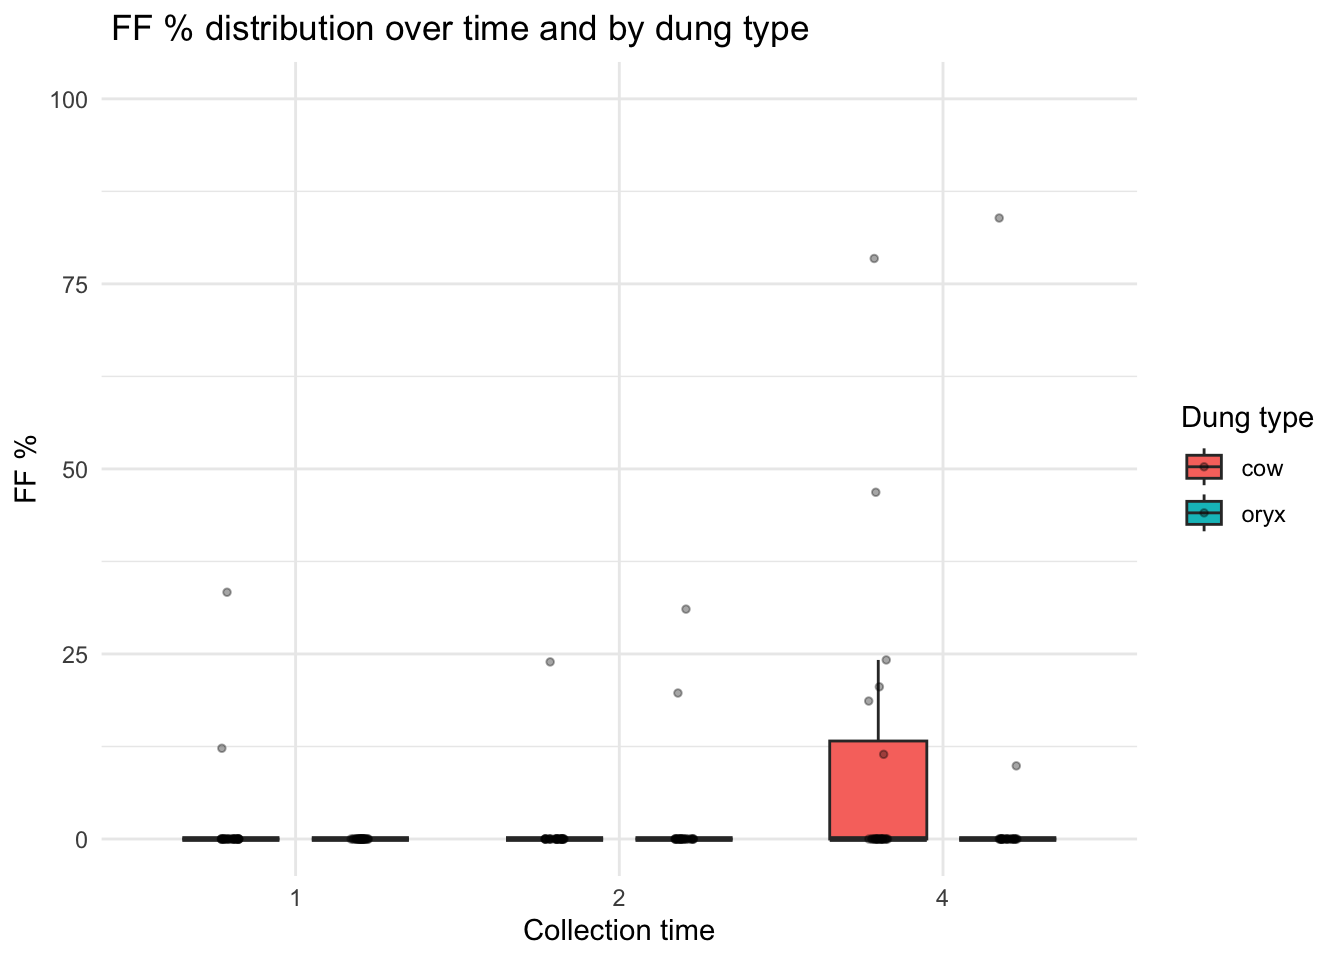 FF % distribution over time and by dung type
100
75
50
25
0
FF %
1 2 4
Collection time
Dung type
cow
oryx